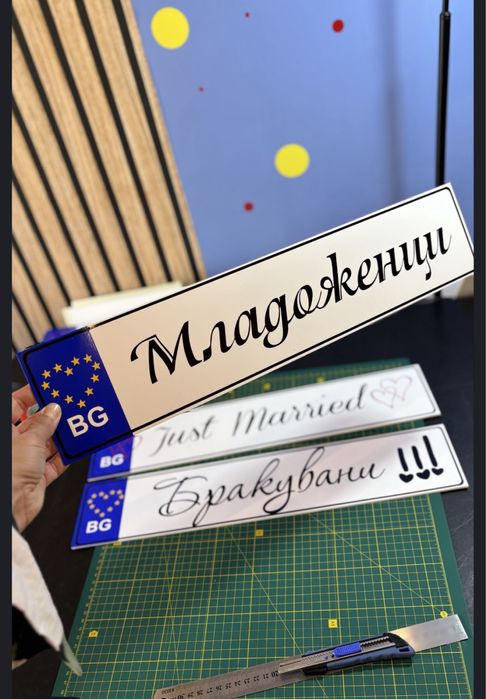 BG Младоженци
BG Just Married
BG Бракувани !!!